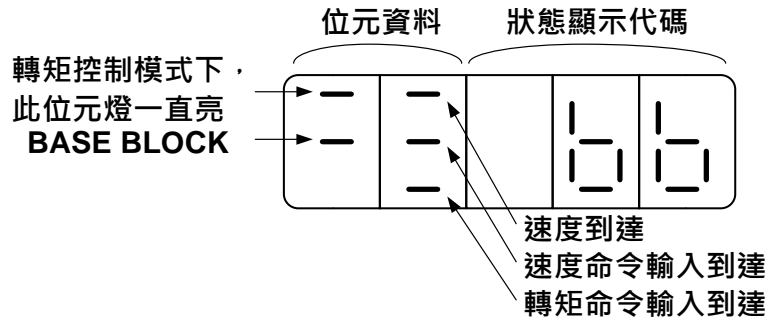 位元資料 狀態顯示代碼
轉矩控制模式下，
此位元燈一直亮
BASE BLOCK
bb
速度到達
速度命令輸入到達
轉矩命令輸入到達